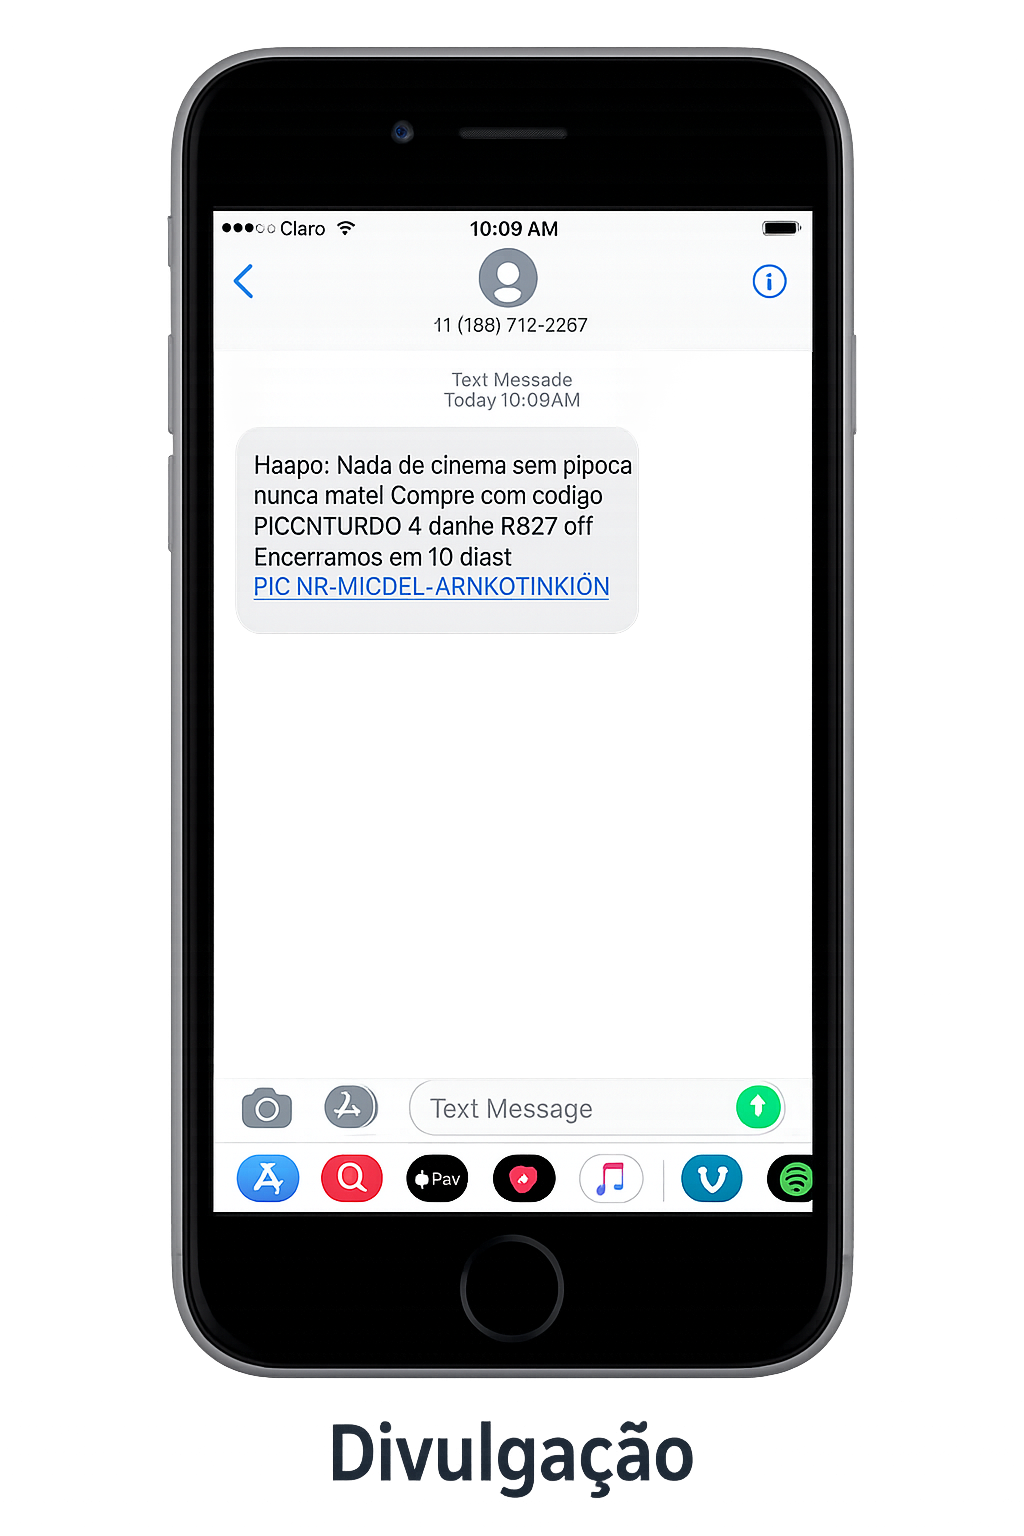 Claro
10:09 AM
11 (188) 712-2267
Text Messade
Today 10:09AM
Haapo: Nada de cinema sem pipoca
nunca matel Compre com codigo
PICCNTURDO 4 danhe R827 off
Encerramos em 10 diast
PIC NR-MICDEL-ARNKOTINKIÖN
Text Message
Pav
Divulgação